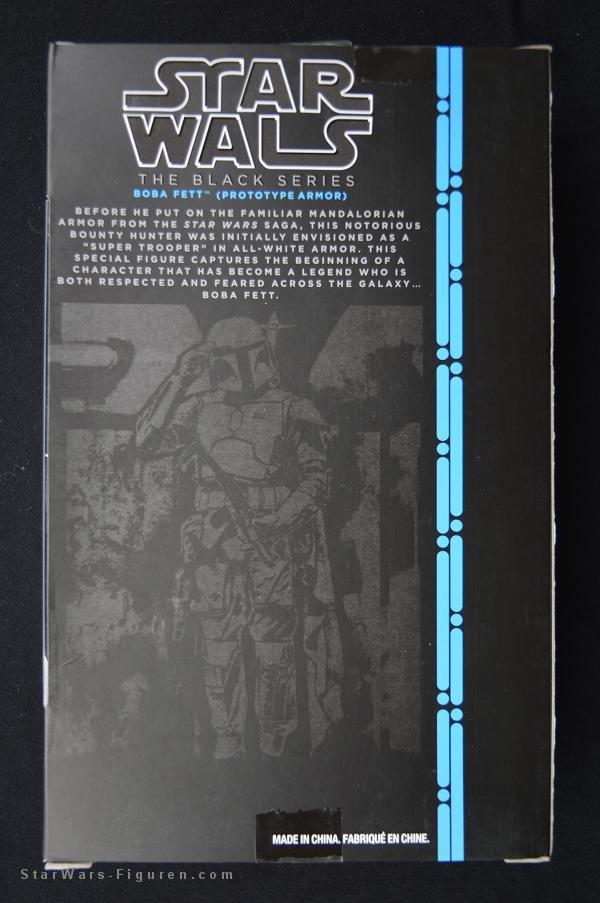 STAR
WARS
THE BLACK SERIES
BOBA FETT™ (PROTOTYPE ARMOR)
BEFORE HE PUT ON THE FAMILIAR MANDALORIAN
ARMOR FROM THE STAR WARS SAGA, THIS NOTORIOUS
BOUNTY HUNTER WAS INITIALLY ENVISIONED AS A
"SUPER TROOPER" IN ALL-WHITE ARMOR. THIS
SPECIAL FIGURE CAPTURES THE BEGINNING OF A
CHARACTER THAT HAS BECOME A LEGEND WHO IS
BOTH RESPECTED AND FEARED ACROSS THE GALAXY...
BOBA FETT.
MADE IN CHINA. FABRIQUÉ EN CHINE.
StarWars-Figuren.com